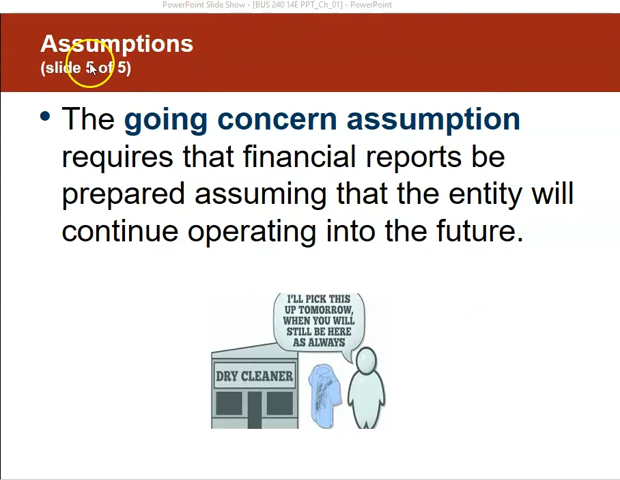 PowerPoint Slide Show - [BUS 240 14E PPT_Ch_01] - PowerPoint
Assumptions
(slide 5 of 5)
• The going concern assumption
requires that financial reports be
prepared assuming that the entity will
continue operating into the future.
I'LL PICK THIS
UP TOMORROW,
WHEN YOU WILL
STILL BE HERE
AS ALWAYS
DRY CLEANER